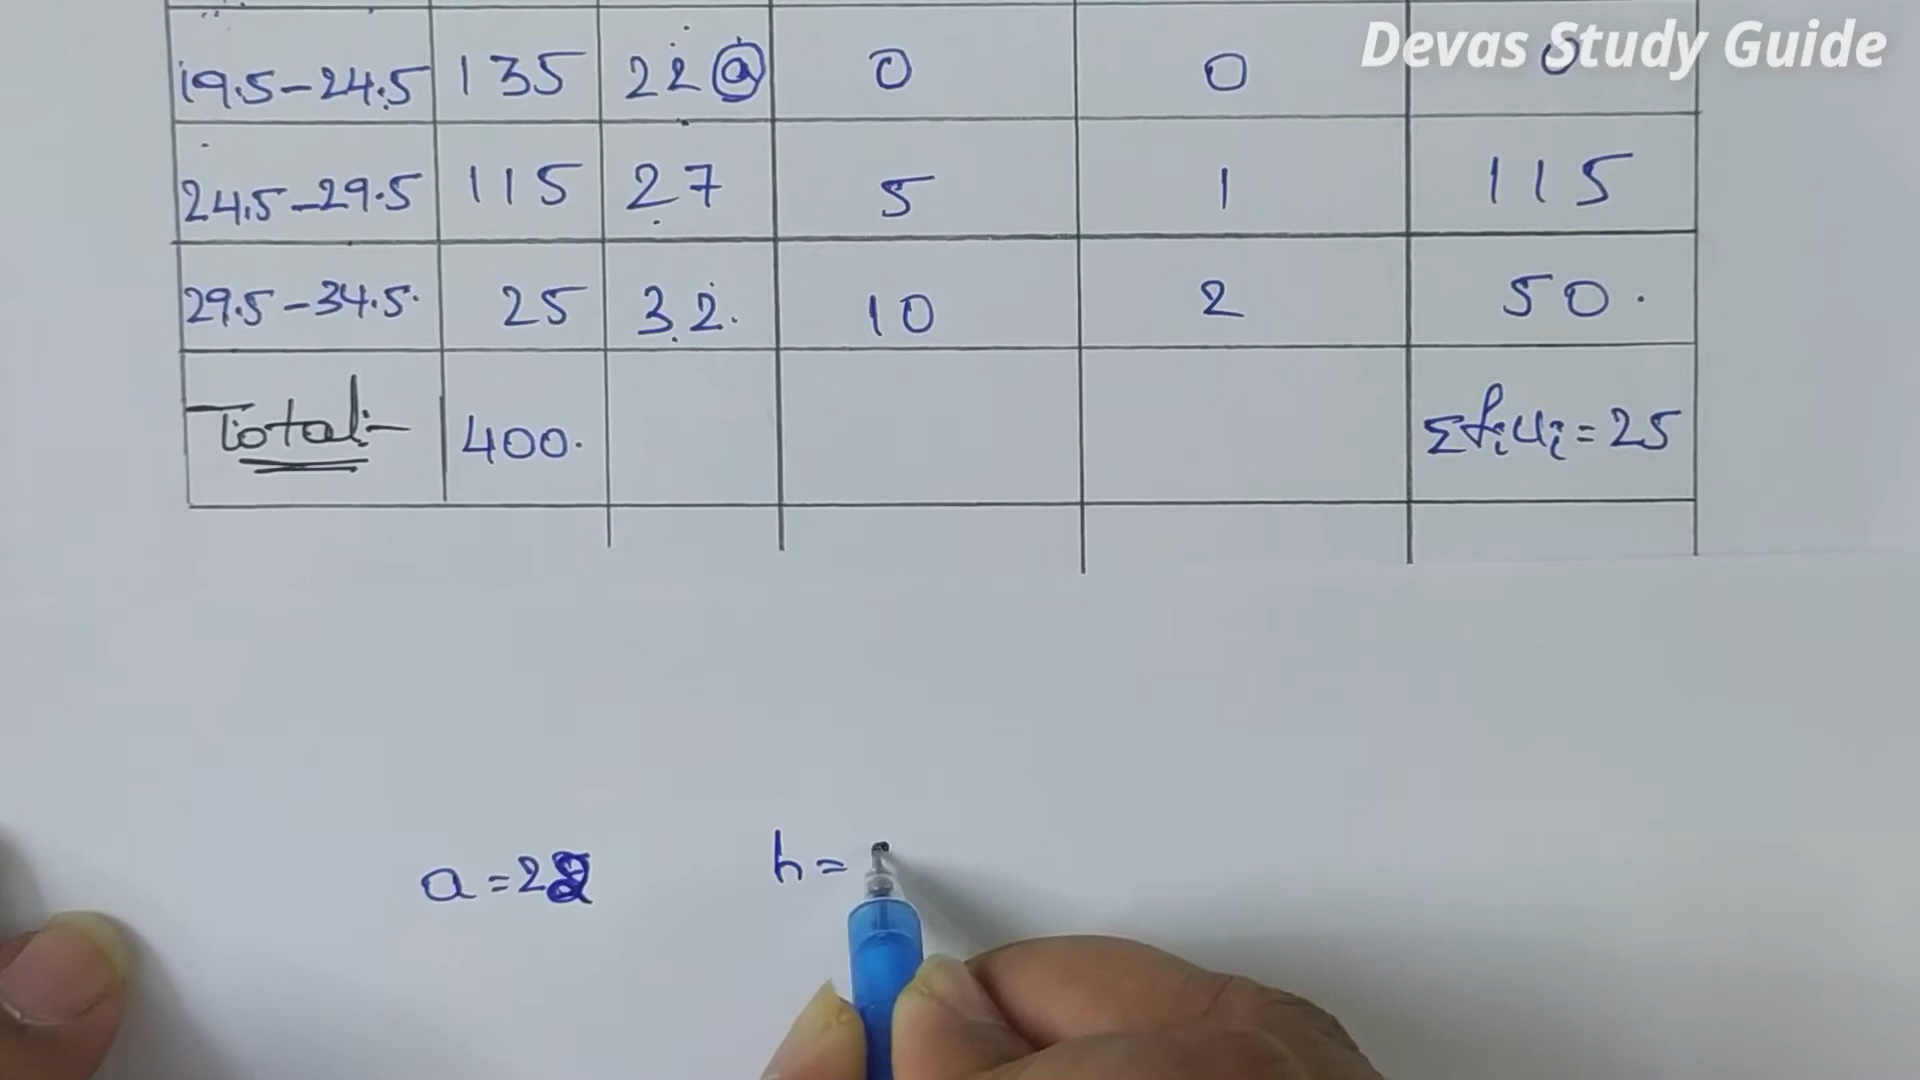 Devas Study Guide
19.5-24.5 135 22 a 0 0 0
24.5-29.5 115 27 5 1 115
29.5-34.5. 25 32. 10 2 50.
Total:- 400. Σfᵢuᵢ=25
a=22 h=